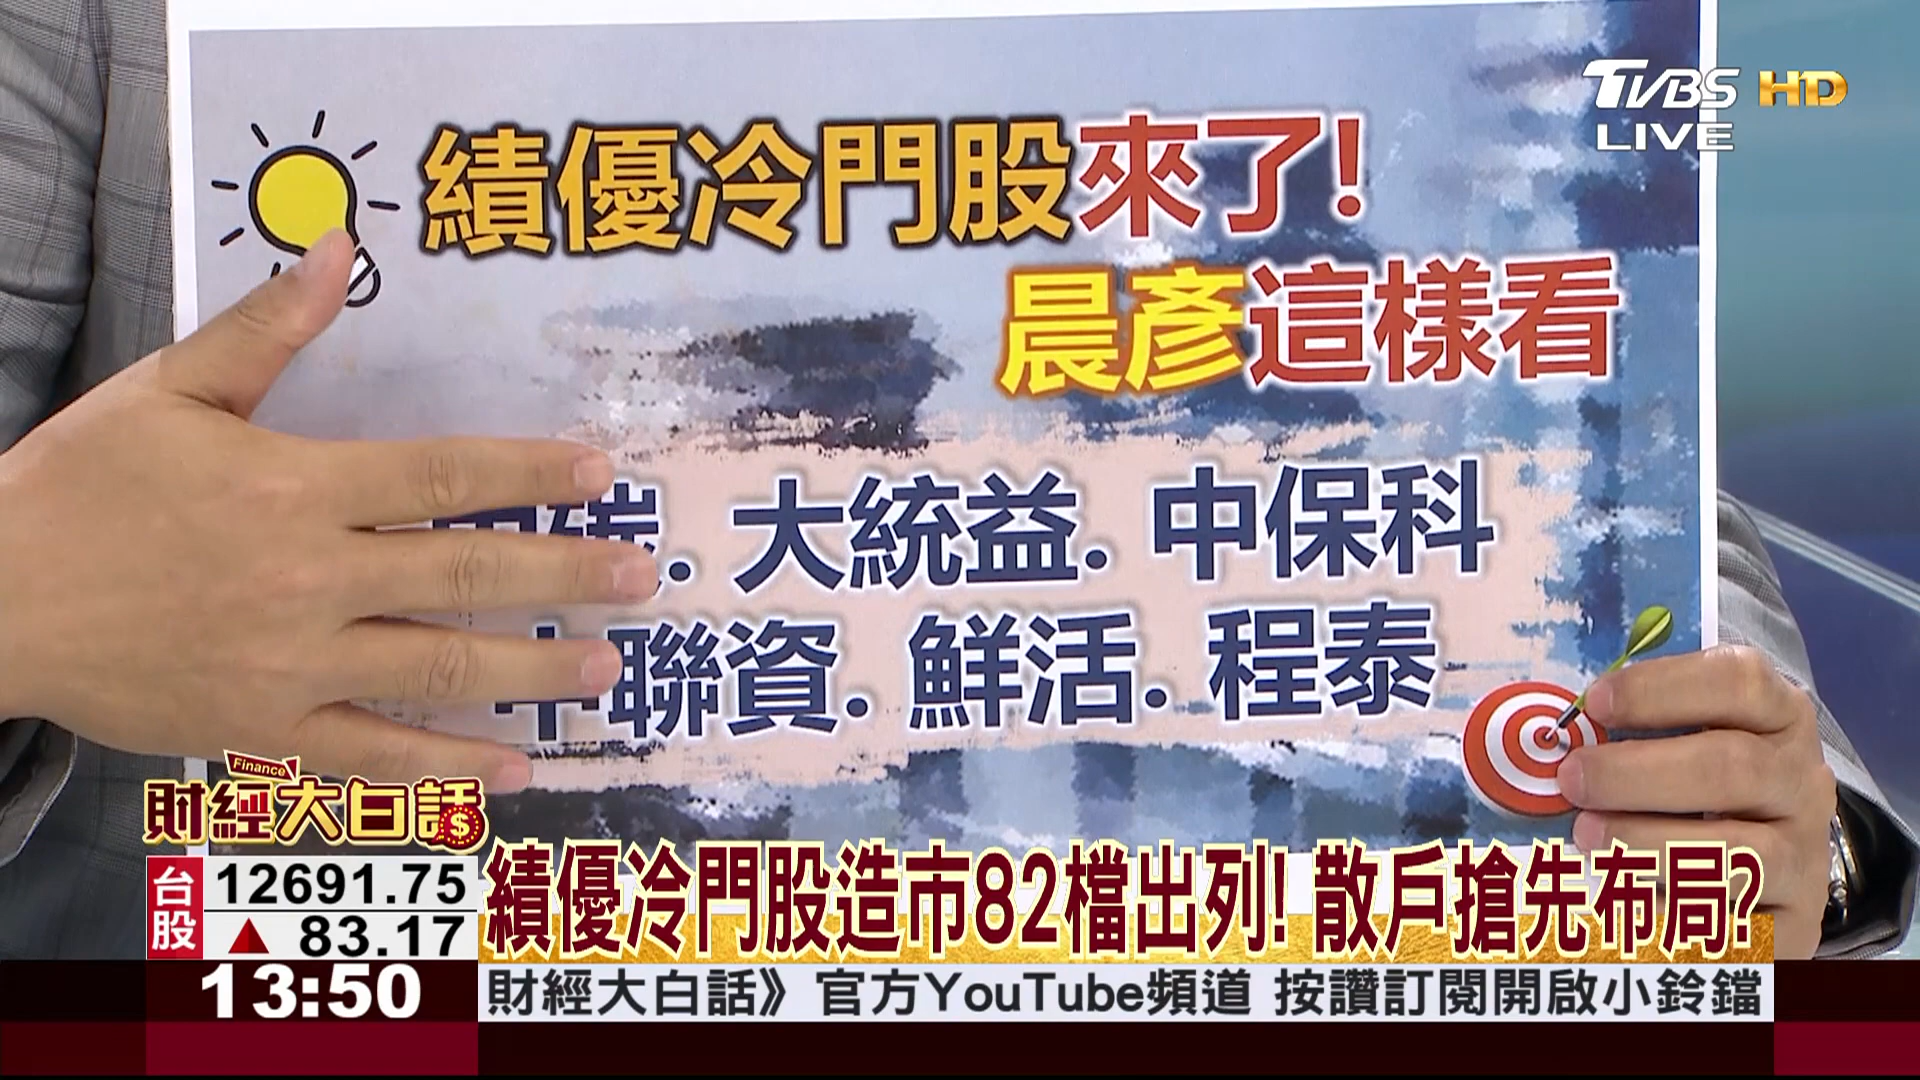 TVBS HD
LIVE
績優冷門股來了!
晨彥這樣看
碳. 大統益. 中保科
中聯資. 鮮活. 程泰
Finance
財經大白話
台股
12691.75
▲ 83.17
13:50
績優冷門股造市82檔出列! 散戶搶先布局?
財經大白話》官方YouTube頻道 按讚訂閱開啟小鈴鐺